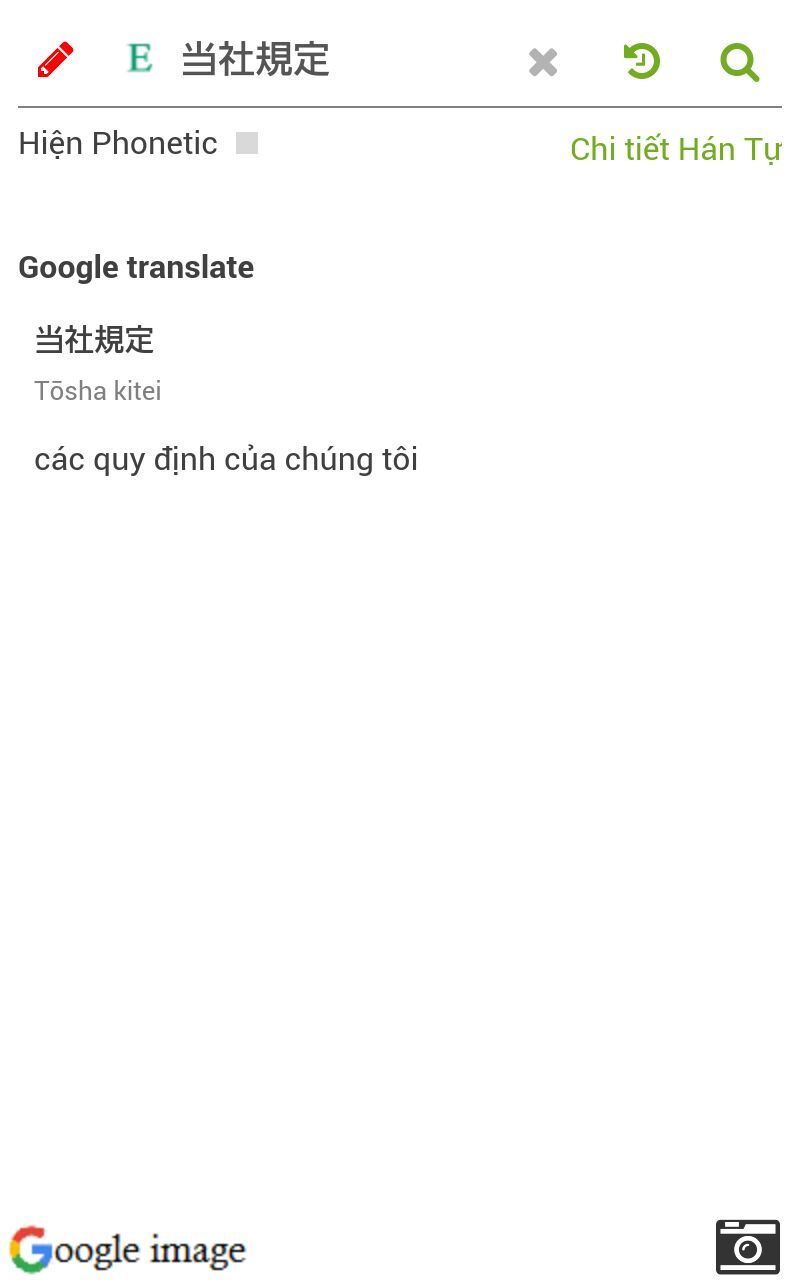 E 当社規定
Hiện Phonetic
Chi tiết Hán Tự
Google translate
当社規定
Tōsha kitei
các quy định của chúng tôi
Google image